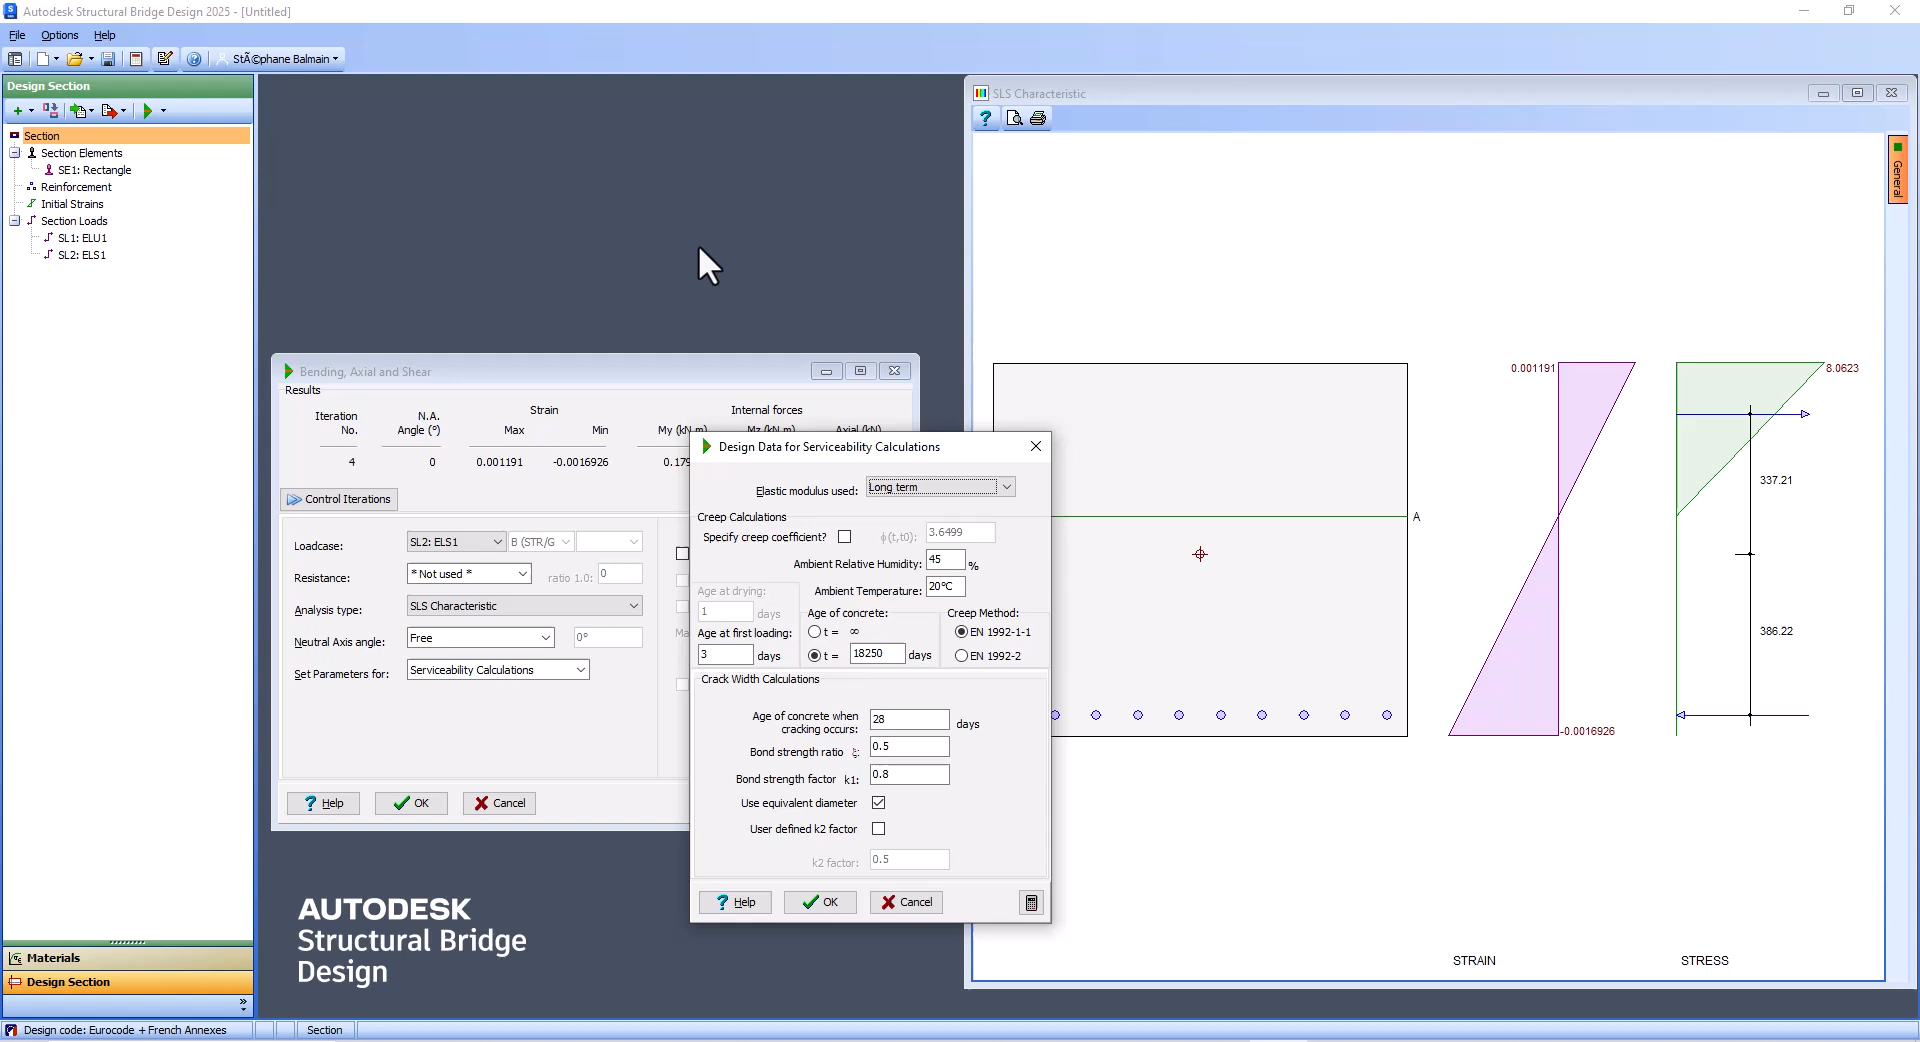 Autodesk Structural Bridge Design 2025 - [Untitled]
File Options Help
StÃ©phane Balmain
Design Section
Section
Section Elements
SE1: Rectangle
Reinforcement
Initial Strains
Section Loads
SL1: ELU1
SL2: ELS1
Materials
Design Section
Design code: Eurocode + French Annexes
Section
Bending, Axial and Shear
Results
Iteration No.
N.A. Angle (°)
Strain
Max Min
Internal forces
My (kN.m) Mz (kN.m) Axial (kN)
4 0 0.001191 -0.0016926 0.179
Control Iterations
Loadcase: SL2: ELS1 B (STR/G
Resistance: * Not used * ratio 1.0: 0
Analysis type: SLS Characteristic
Neutral Axis angle: Free 0°
Set Parameters for: Serviceability Calculations
Ma
Help OK Cancel
AUTODESK
Structural Bridge
Design
Design Data for Serviceability Calculations
Elastic modulus used: Long term
Creep Calculations
Specify creep coefficient? ϕ(t,t0): 3.6499
Ambient Relative Humidity: 45 %
Ambient Temperature: 20°C
Age at drying:
1 days
Age at first loading:
3 days
Age of concrete:
t = ∞
t = 18250 days
Creep Method:
EN 1992-1-1
EN 1992-2
Crack Width Calculations
Age of concrete when cracking occurs: 28 days
Bond strength ratio ξ: 0.5
Bond strength factor k1: 0.8
Use equivalent diameter
User defined k2 factor
k2 factor: 0.5
Help OK Cancel
SLS Characteristic
General
0.001191
8.0623
337.21
A
386.22
-0.0016926
STRAIN STRESS